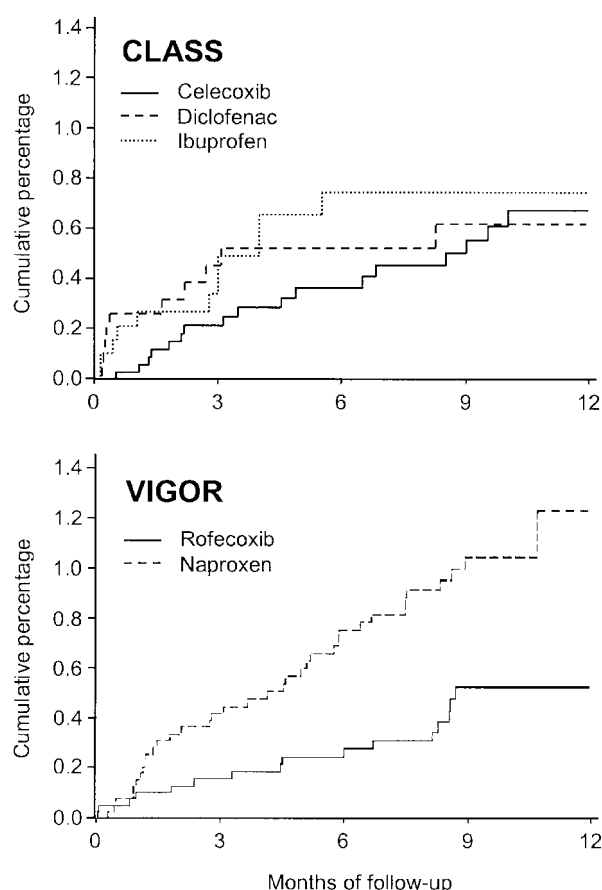 1.4
CLASS
1.2
Celecoxib
Diclofenac
1.0
Ibuprofen
0.8
0.6
0.4
0.2
0.0
0 3 6 9 12
Cumulative percentage
1.4
VIGOR
1.2
Rofecoxib
Naproxen
1.0
0.8
0.6
0.4
0.2
0.0
0 3 6 9 12
Cumulative percentage
Months of follow-up